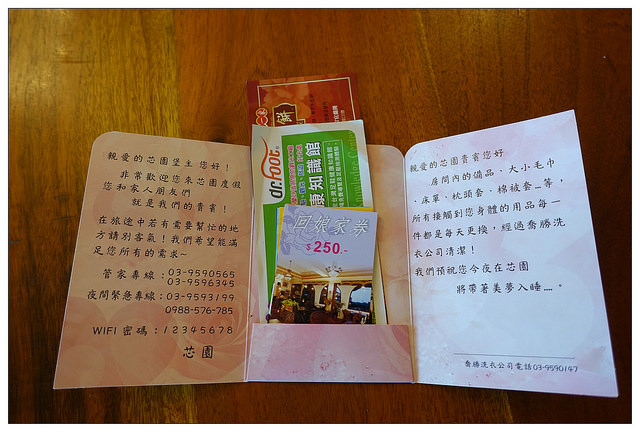 親愛的芯園堡主您好！
非常歡迎您來芯園度假
您和家人朋友們
就是我們的貴賓！
在旅途中若有需要幫忙的地
方請別客氣！我們希望能滿
足您所有的需求~
管家專線：03-9590565
03-9596345
夜間緊急專線：03-9593199
0988-576-785
WIFI 密碼：12345678
芯園
餅
dr.foot
康知識館
回娘家券
$250.-
親愛的芯園貴賓您好
房間內的備品、大小毛巾
、床單、枕頭套、棉被套…等，
所有接觸到您身體的用品每一
件都是每天更換，經過喬勝洗
衣公司清潔！
我們預祝您今夜在芯園
將帶著美夢入睡…。
喬勝洗衣公司電話03-9590147